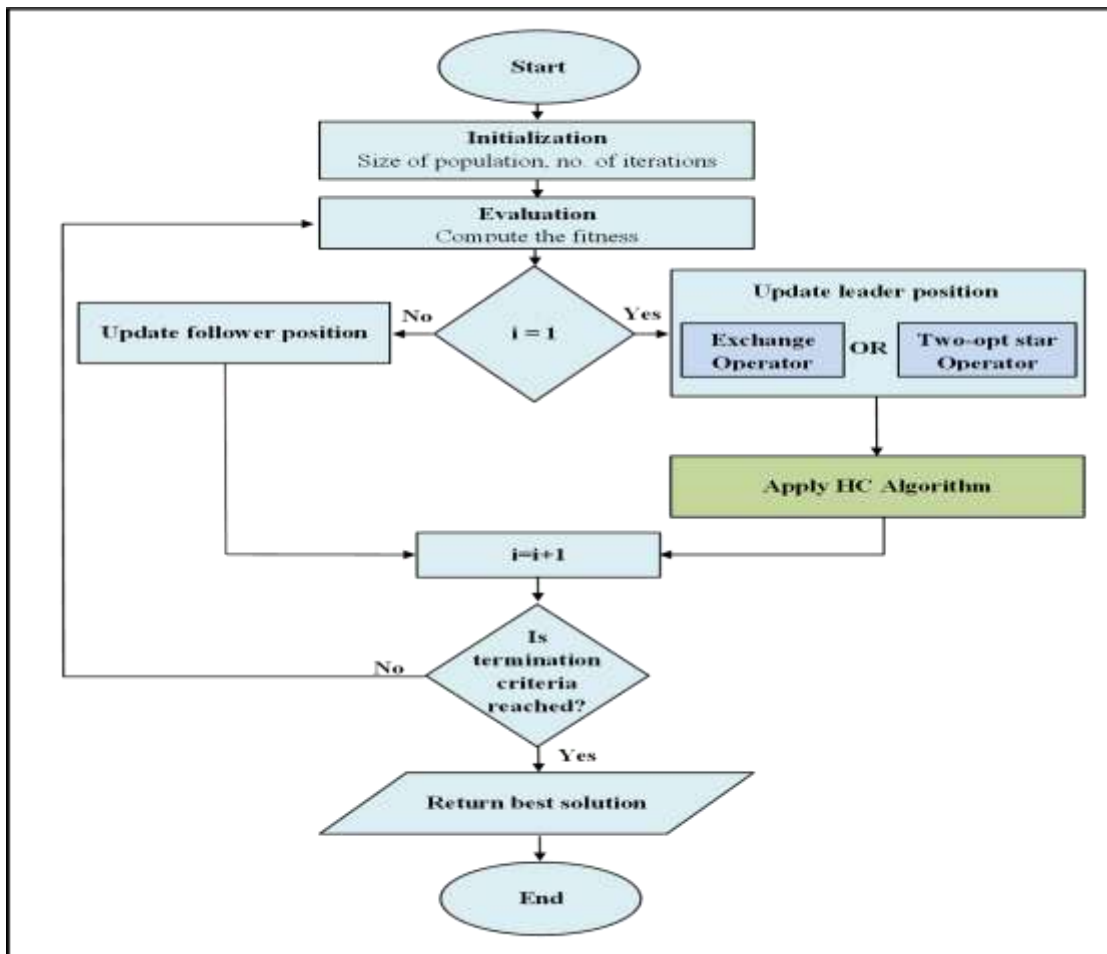 Start
Initialization
Size of population, no. of iterations
Evaluation
Compute the fitness
i = 1
No
Yes
Update follower position
Update leader position
Exchange
Operator
OR
Two-opt star
Operator
Apply HC Algorithm
i=i+1
Is
termination
criteria
reached?
No
Yes
Return best solution
End